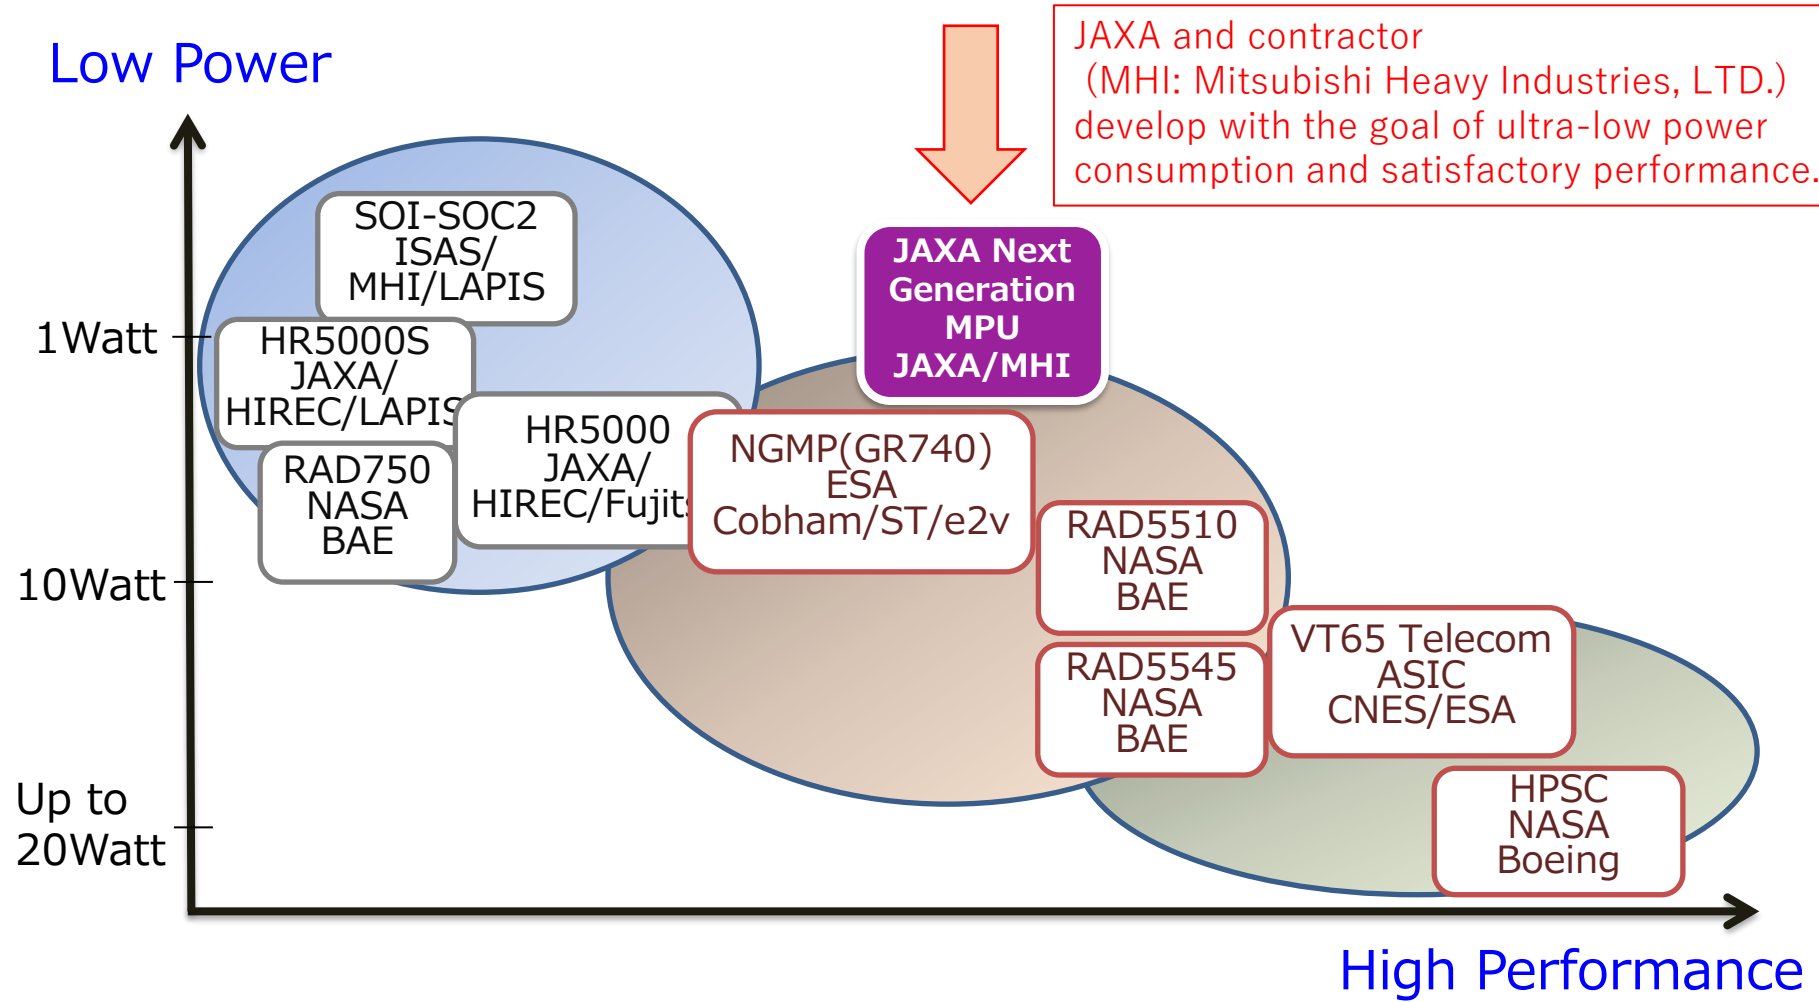 Low Power
JAXA and contractor
(MHI: Mitsubishi Heavy Industries, LTD.)
develop with the goal of ultra-low power
consumption and satisfactory performance.
SOI-SOC2
ISAS/
MHI/LAPIS
JAXA Next
Generation
MPU
JAXA/MHI
1Watt
HR5000S
JAXA/
HIREC/LAPIS
HR5000
JAXA/
HIREC/Fujits
RAD750
NASA
BAE
NGMP(GR740)
ESA
Cobham/ST/e2v
RAD5510
NASA
BAE
10Watt
RAD5545
NASA
BAE
VT65 Telecom
ASIC
CNES/ESA
HPSC
NASA
Boeing
Up to
20Watt
High Performance